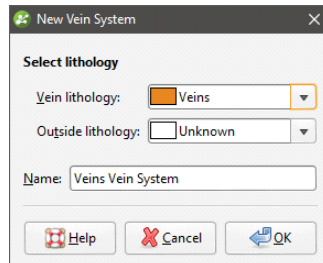 New Vein System
Select lithology
Vein lithology: Veins
Outside lithology: Unknown
Name: Veins Vein System
Help Cancel OK